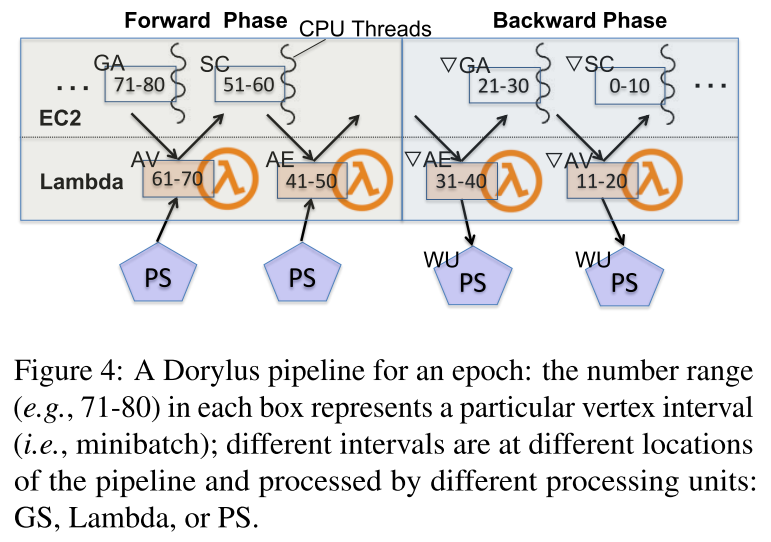 Forward Phase
Backward Phase
CPU Threads
GA
71-80
SC
51-60
▽GA
21-30
▽SC
0-10
...
...
EC2
Lambda
AV
61-70
λ
AE
41-50
λ
▽AE
31-40
λ
▽AV
11-20
λ
PS
PS
WU
PS
WU
PS
Figure 4: A Dorylus pipeline for an epoch: the number range
(e.g., 71-80) in each box represents a particular vertex interval
(i.e., minibatch); different intervals are at different locations
of the pipeline and processed by different processing units:
GS, Lambda, or PS.